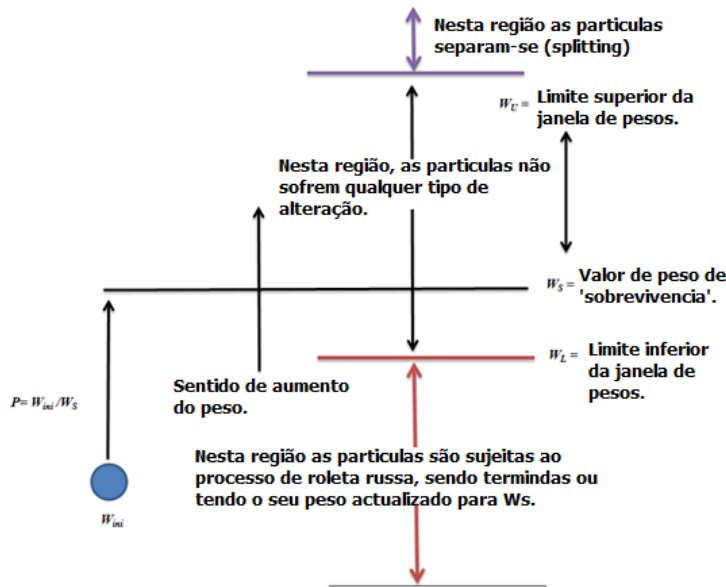 Nesta região as particulas
separam-se (splitting)
W_U = Limite superior da
janela de pesos.
Nesta região, as particulas não
sofrem qualquer tipo de
alteração.
W_S = Valor de peso de
'sobrevivencia'.
W_L = Limite inferior
da janela de
pesos.
Sentido de aumento
do peso.
P= W_ini /W_S
Nesta região as particulas são sujeitas ao
processo de roleta russa, sendo termindas ou
tendo o seu peso actualizado para Ws.
W_ini